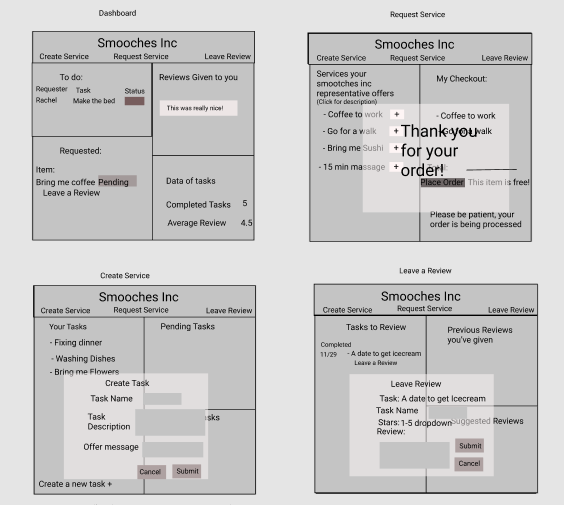 Dashboard
Smooches Inc
Create Service Request Service Leave Review
To do:
Requester Task Status
Rachel Make the bed
Requested:
Item:
Bring me coffee Pending
Leave a Review
Reviews Given to you
This was really nice!
Data of tasks
Completed Tasks 5
Average Review 4.5
Request Service
Smooches Inc
Create Service Request Service Leave Review
Services your
smootches inc
representative offers
(Click for description)
- Coffee to work +
- Go for a walk +
- Bring me Sushi +
- 15 min massage +
My Checkout:
- Coffee to work
- Go for a walk
Thank you
for your
order!
Total:
Place Order This item is free!
Please be patient, your
order is being processed
Create Service
Smooches Inc
Create Service Request Service Leave Review
Your Tasks
- Fixing dinner
- Washing Dishes
- Bring me Flowers
Create a new task +
Pending Tasks
Create Task
Task Name
Task
Description
Offer message
Cancel Submit
Leave a Review
Smooches Inc
Create Service Request Service Leave Review
Tasks to Review
Completed
11/29 - A date to get icecream
Leave a Review
Previous Reviews
you've given
Suggested Reviews
Leave Review
Task: A date to get Icecream
Task Name
Stars: 1-5 dropdown
Review:
Submit
Cancel